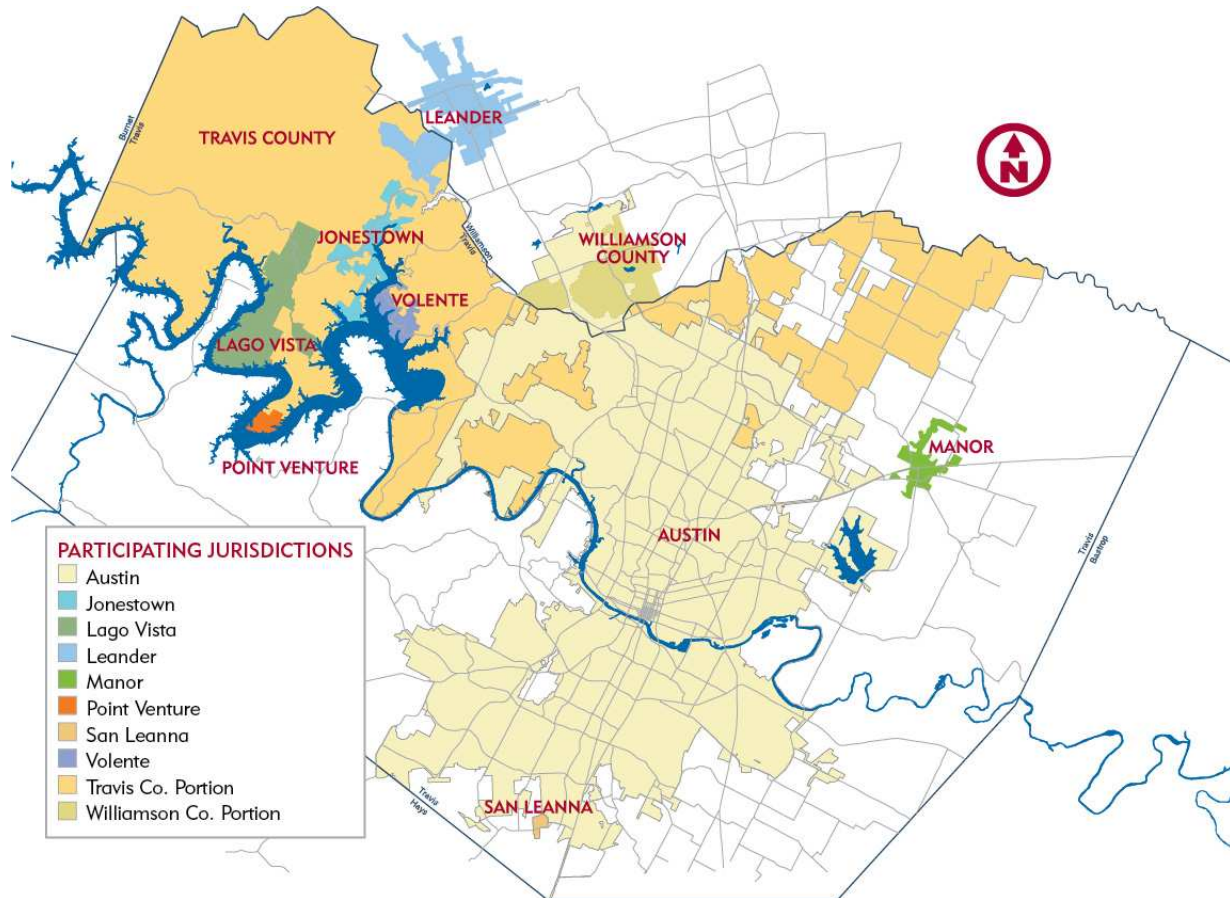 LEANDER
TRAVIS COUNTY
Burnet
Travis
N
JONESTOWN
Williamson
Travis
WILLIAMSON
COUNTY
VOLENTE
LAGO VISTA
POINT VENTURE
MANOR
AUSTIN
Travis
Bastrop
PARTICIPATING JURISDICTIONS
Austin
Jonestown
Lago Vista
Leander
Manor
Point Venture
San Leanna
Volente
Travis Co. Portion
Williamson Co. Portion
SAN LEANNA
Travis
Hays